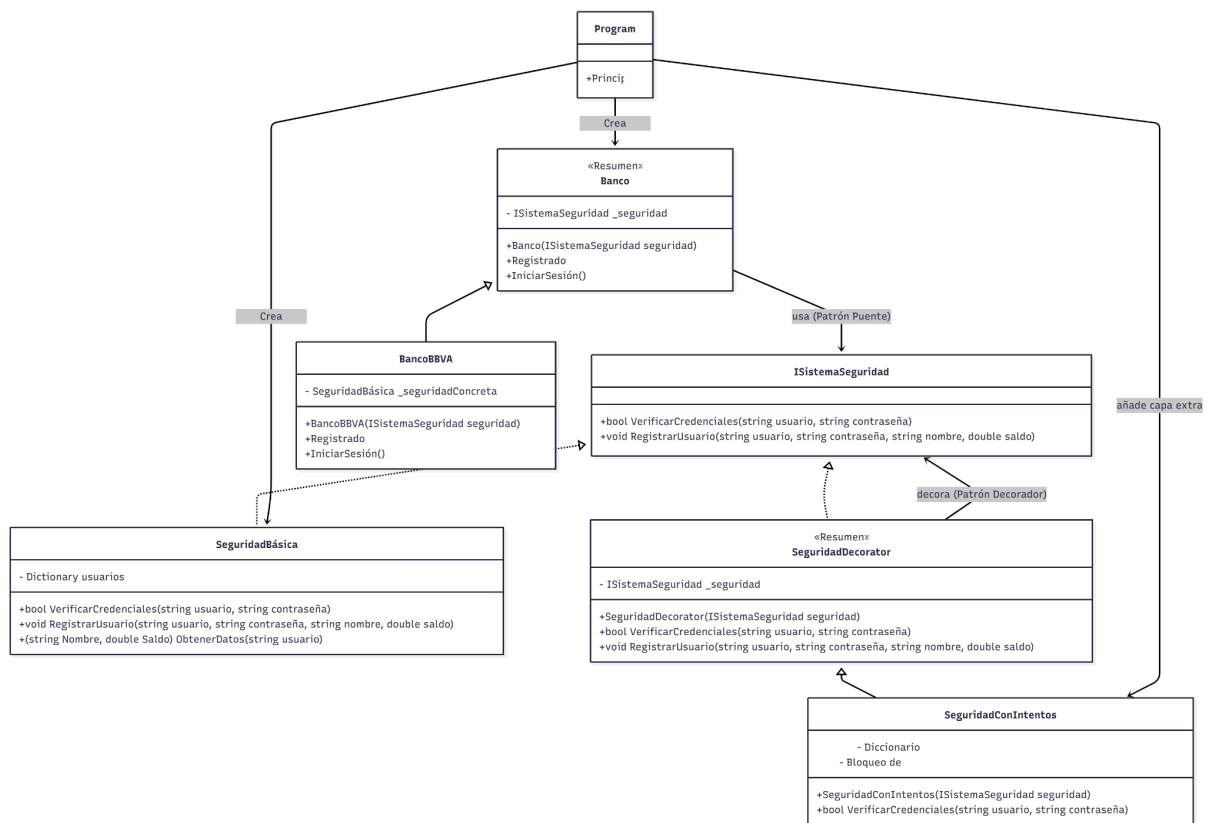 Program
+Princip
Crea
«Resumen»
Banco
- ISistemaSeguridad _seguridad
+Banco(ISistemaSeguridad seguridad)
+Registrado
+IniciarSesión()
Crea
usa (Patrón Puente)
BancoBBVA
- SeguridadBásica _seguridadConcreta
+BancoBBVA(ISistemaSeguridad seguridad)
+Registrado
+IniciarSesión()
ISistemaSeguridad
+bool VerificarCredenciales(string usuario, string contraseña)
+void RegistrarUsuario(string usuario, string contraseña, string nombre, double saldo)
añade capa extra
decora (Patrón Decorador)
SeguridadBásica
- Dictionary usuarios
+bool VerificarCredenciales(string usuario, string contraseña)
+void RegistrarUsuario(string usuario, string contraseña, string nombre, double saldo)
+(string Nombre, double Saldo) ObtenerDatos(string usuario)
«Resumen»
SeguridadDecorator
- ISistemaSeguridad _seguridad
+SeguridadDecorator(ISistemaSeguridad seguridad)
+bool VerificarCredenciales(string usuario, string contraseña)
+void RegistrarUsuario(string usuario, string contraseña, string nombre, double saldo)
SeguridadConIntentos
- Diccionario
- Bloqueo de
+SeguridadConIntentos(ISistemaSeguridad seguridad)
+bool VerificarCredenciales(string usuario, string contraseña)